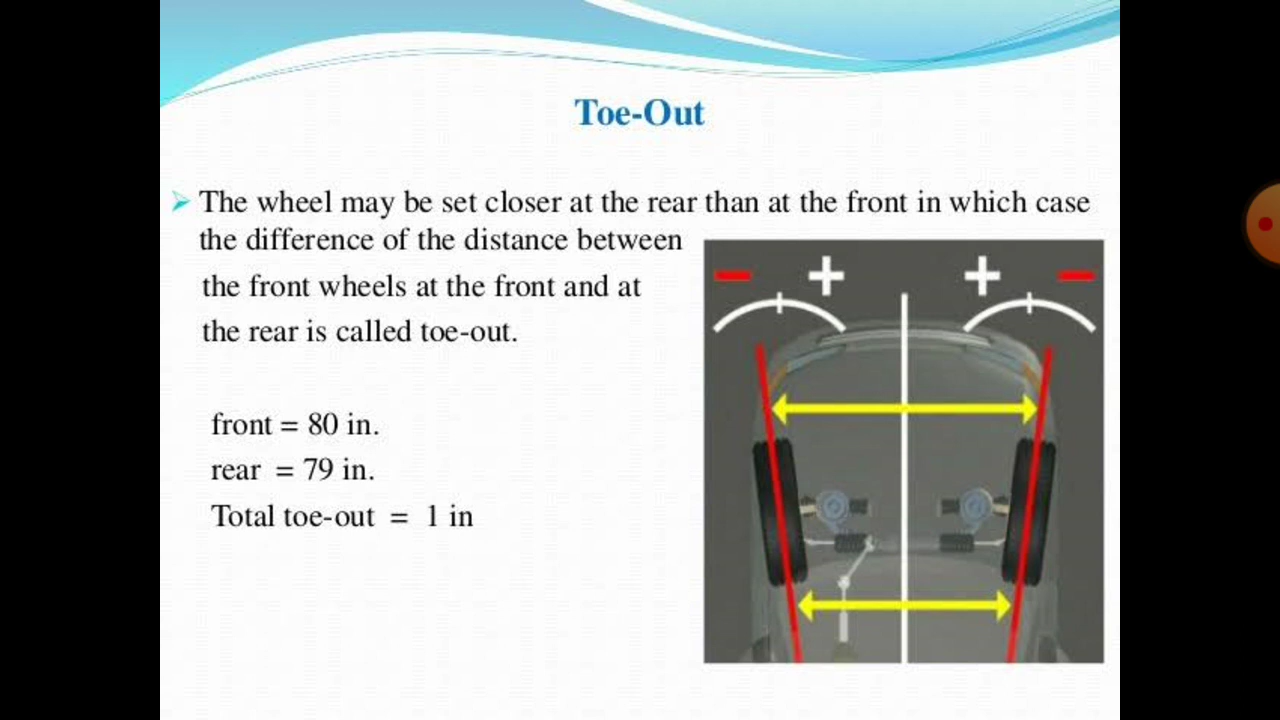 Toe-Out
The wheel may be set closer at the rear than at the front in which case
the difference of the distance between
the front wheels at the front and at
the rear is called toe-out.
front = 80 in.
rear = 79 in.
Total toe-out = 1 in
− + + −